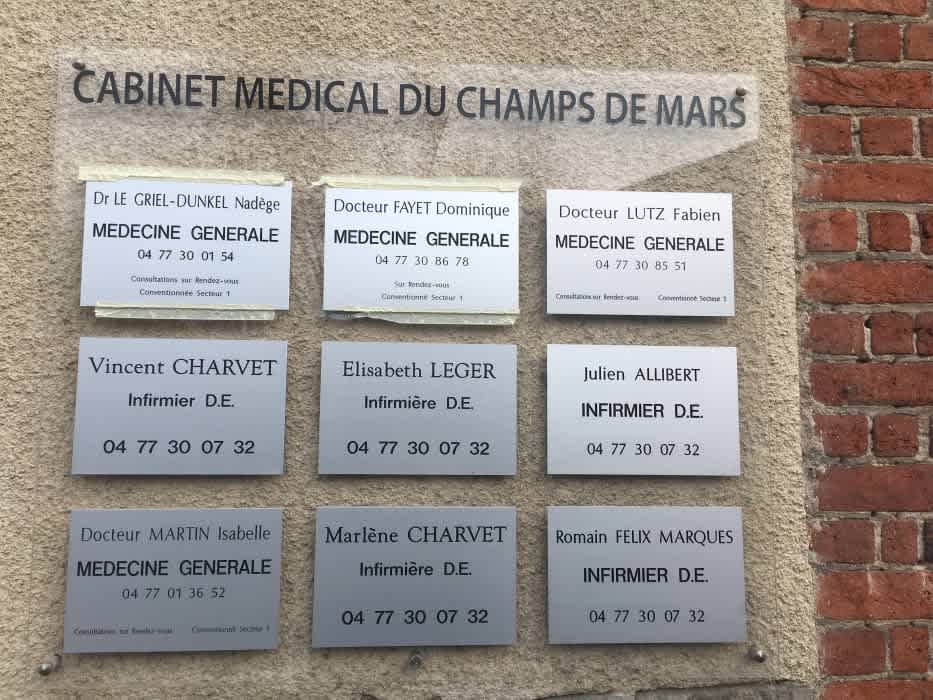 CABINET MEDICAL DU CHAMPS DE MARS
Dr LE GRIEL-DUNKEL Nadège
MEDECINE GENERALE
04 77 30 01 54
Consultations sur Rendez-vous
Conventionnée Secteur 1
Docteur FAYET Dominique
MEDECINE GENERALE
04 77 30 86 78
Sur Rendez-vous
Conventionnée Secteur 1
Docteur LUTZ Fabien
MEDECINE GENERALE
04 77 30 85 51
Consultations sur Rendez-vous Conventionné Secteur 1
Vincent CHARVET
Infirmier D.E.
04 77 30 07 32
Elisabeth LEGER
Infirmière D.E.
04 77 30 07 32
Julien ALLIBERT
INFIRMIER D.E.
04 77 30 07 32
Docteur MARTIN Isabelle
MEDECINE GENERALE
04 77 01 36 52
Consultations sur Rendez-vous Conventionné Secteur 1
Marlène CHARVET
Infirmière D.E.
04 77 30 07 32
Romain FELIX MARQUES
INFIRMIER D.E.
04 77 30 07 32